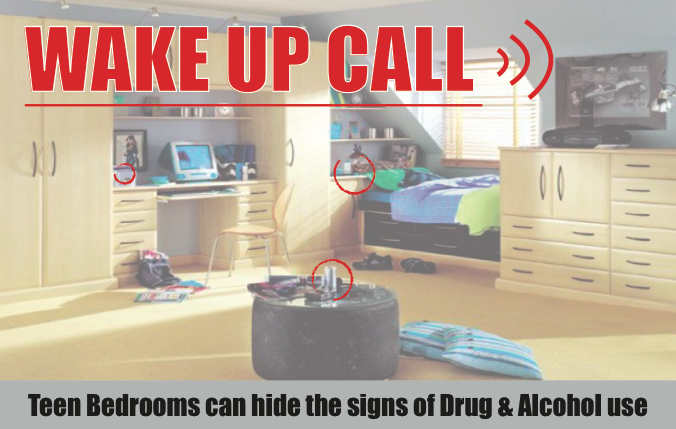 WAKE UP CALL
Teen Bedrooms can hide the signs of Drug & Alcohol use